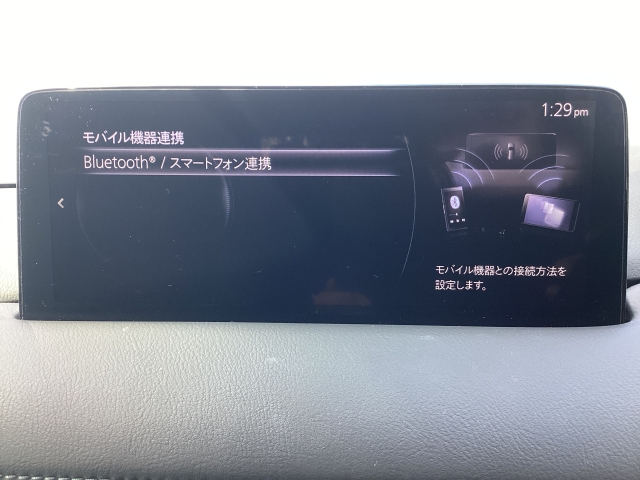 1:29 pm
モバイル機器連携
Bluetooth® / スマートフォン連携
モバイル機器との接続方法を
設定します。